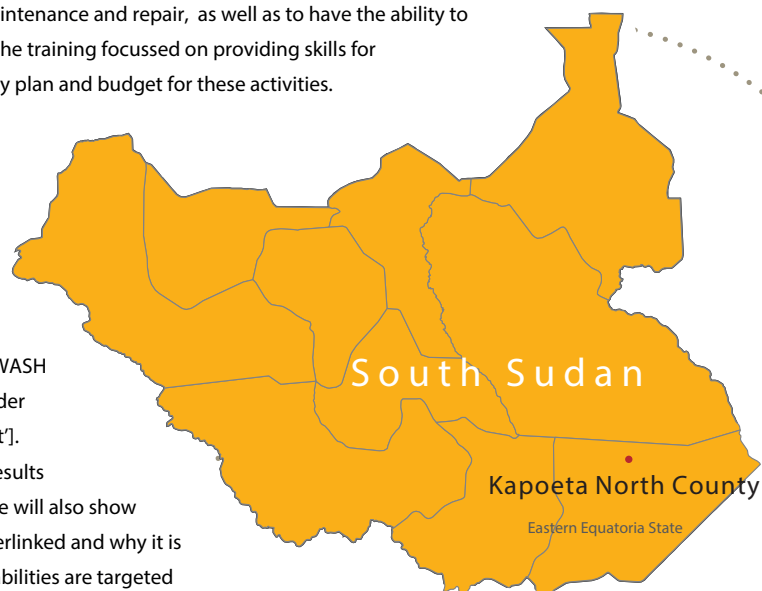 intenance and repair, as well as to have the ability to
he training focussed on providing skills for
y plan and budget for these activities.
WASH
der
t'].
esults
e will also show
erlinked and why it is
abilities are targeted
South Sudan
Kapoeta North County
Eastern Equatoria State